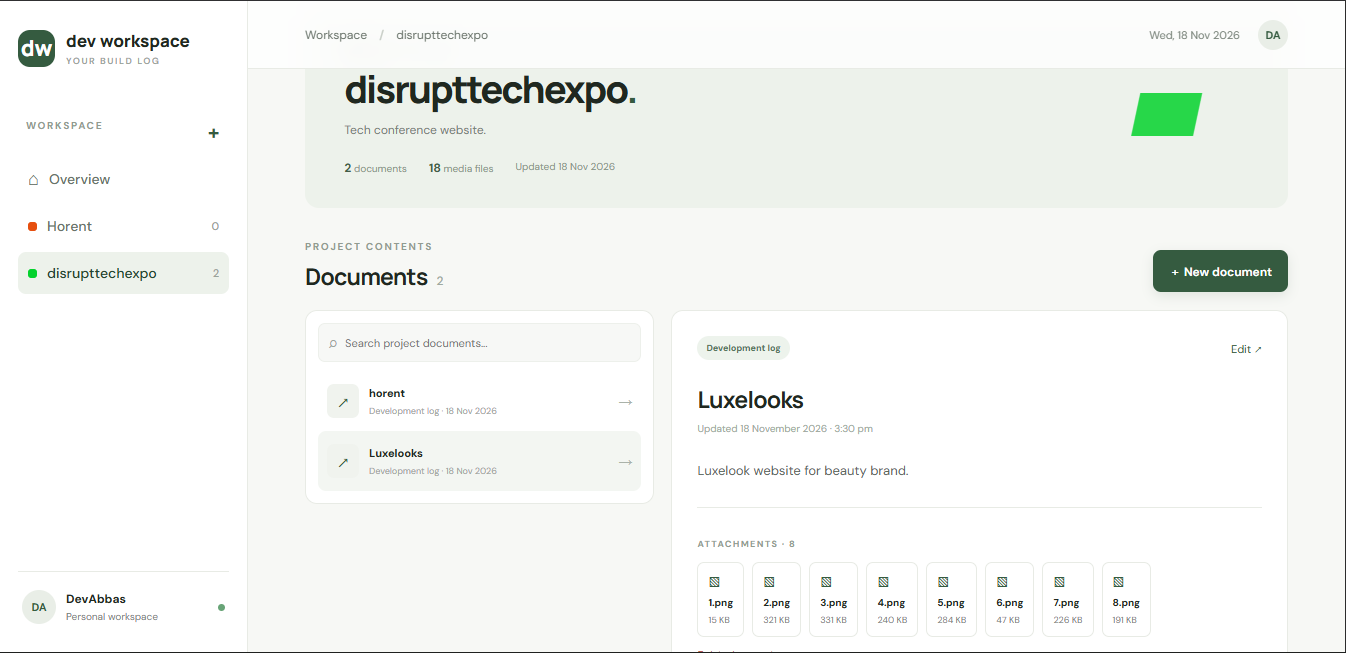 dw
dev workspace
YOUR BUILD LOG
WORKSPACE
+
Overview
Horent 0
disrupttechexpo 2
DA
DevAbbas
Personal workspace
Workspace / disrupttechexpo
Wed, 18 Nov 2026 DA
disrupttechexpo.
Tech conference website.
2 documents 18 media files Updated 18 Nov 2026
PROJECT CONTENTS
Documents 2
+ New document
Search project documents...
horent
Development log · 18 Nov 2026
Luxelooks
Development log · 18 Nov 2026
Development log
Edit ↗
Luxelooks
Updated 18 November 2026 · 3:30 pm
Luxelook website for beauty brand.
ATTACHMENTS · 8
1.png 2.png 3.png 4.png 5.png 6.png 7.png 8.png
15 KB 321 KB 331 KB 240 KB 284 KB 47 KB 226 KB 191 KB